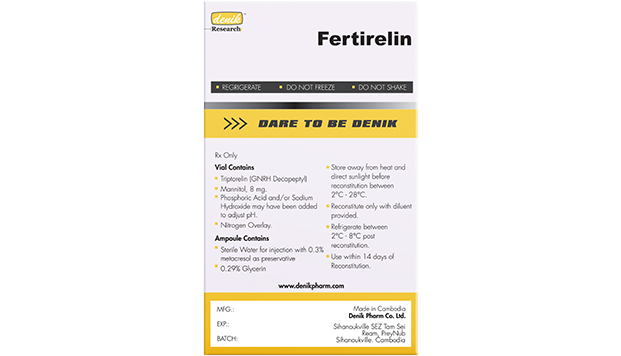 denik
Research
Fertirelin
REGRIGERATE • DO NOT FREEZE • DO NOT SHAKE
>>> DARE TO BE DENIK
Rx Only
Vial Contains
• Triptorelin (GNRH Decapeptyl)
• Mannitol, 8 mg.
• Phosphoric Acid and/or Sodium
Hydroxide may have been added
to adjust pH.
• Nitrogen Overlay.
Ampoule Contains
• Sterile Water for injection with 0.3%
metacresol as preservative
• 0.29% Glycerin
• Store away from heat and
direct sunlight before
reconstitution between
2°C - 28°C.
• Reconstitute only with diluent
provided.
• Refrigerate between
2°C - 8°C post
reconstitution.
• Use within 14 days of
Reconstitution.
www.denikpharm.com
MFG.:
EXP.:
BATCH:
Made in Cambodia
Denik Pharm Co. Ltd.
Sihanoukville SEZ Tam Sei
Ream, PreyNub
Sihanoukville. Cambodia